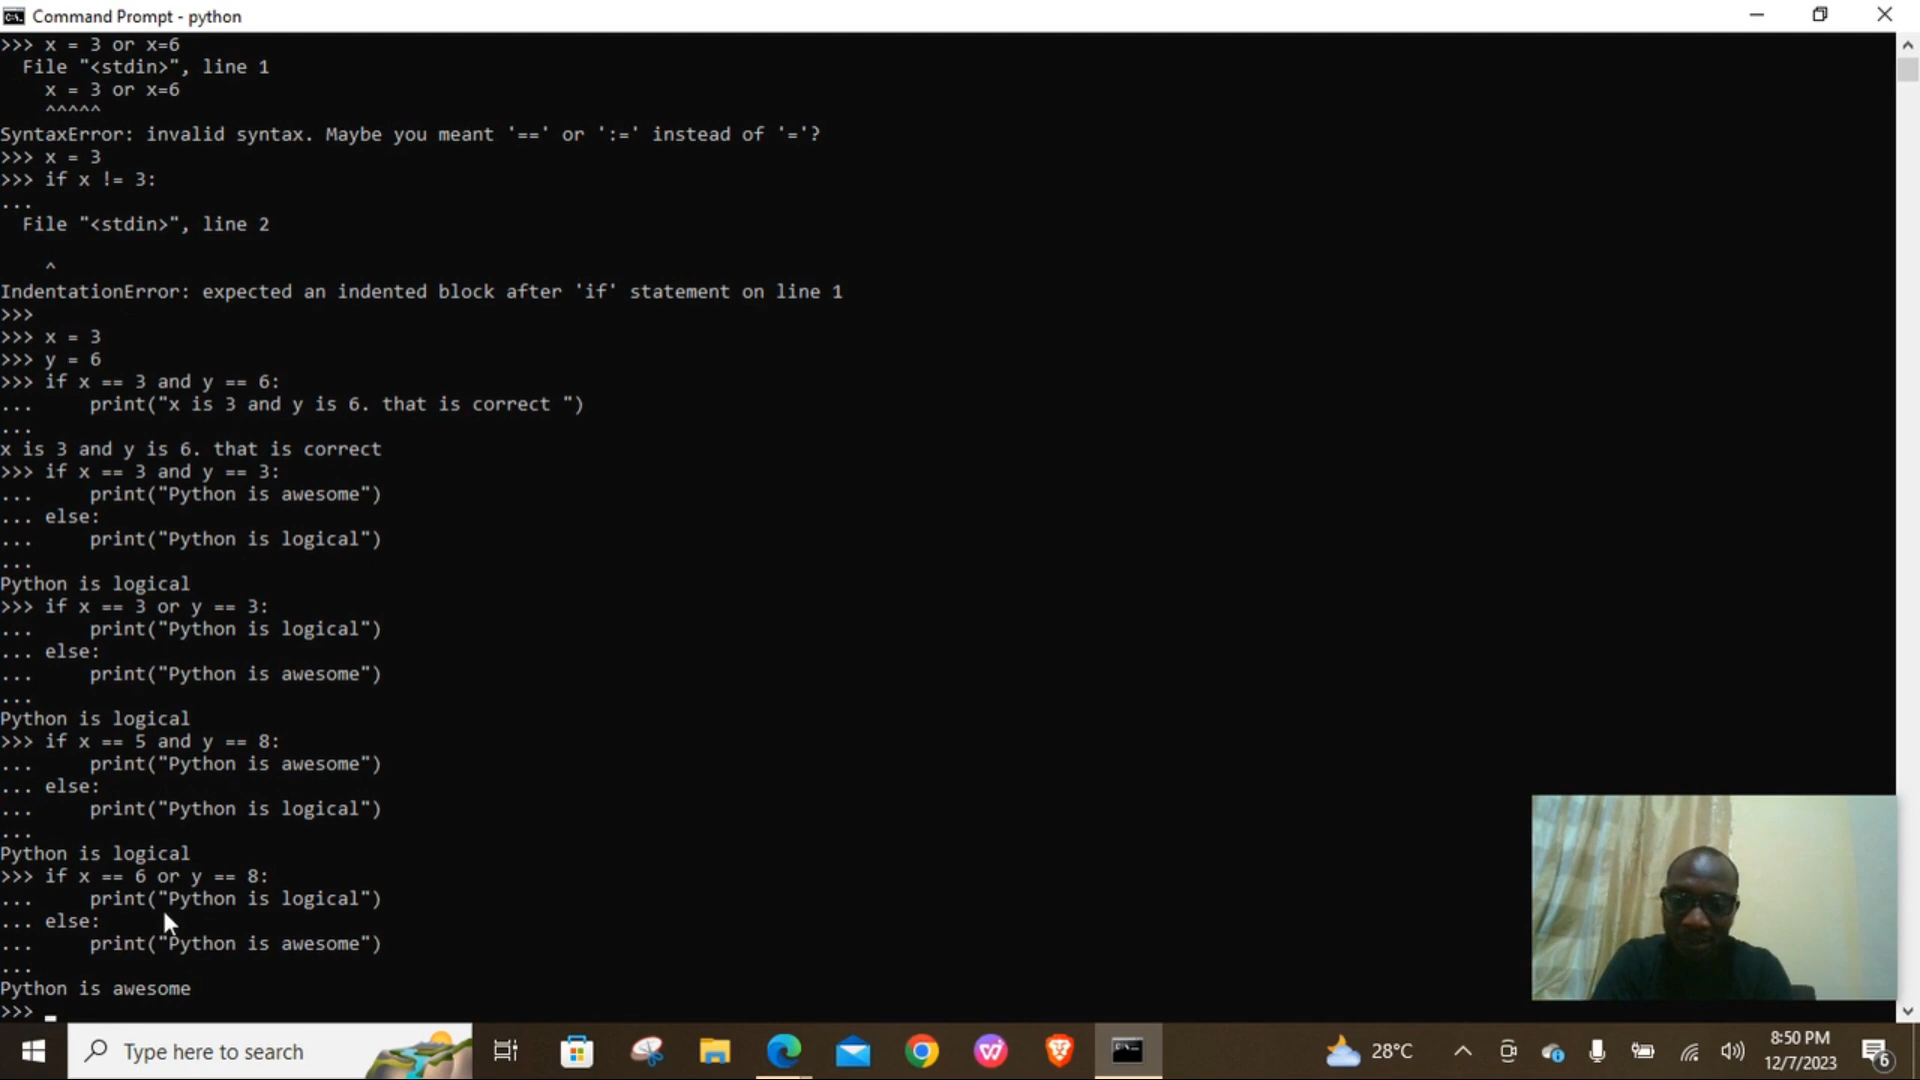 Command Prompt - python
>>> x = 3 or x=6
  File "<stdin>", line 1
    x = 3 or x=6
    ^^^^^
SyntaxError: invalid syntax. Maybe you meant '==' or ':=' instead of '='?
>>> x = 3
>>> if x != 3:
...
  File "<stdin>", line 2
    ^
IndentationError: expected an indented block after 'if' statement on line 1
>>>
>>> x = 3
>>> y = 6
>>> if x == 3 and y == 6:
...     print("x is 3 and y is 6. that is correct ")
...
x is 3 and y is 6. that is correct
>>> if x == 3 and y == 3:
...     print("Python is awesome")
... else:
...     print("Python is logical")
...
Python is logical
>>> if x == 3 or y == 3:
...     print("Python is logical")
... else:
...     print("Python is awesome")
...
Python is logical
>>> if x == 5 and y == 8:
...     print("Python is awesome")
... else:
...     print("Python is logical")
...
Python is logical
>>> if x == 6 or y == 8:
...     print("Python is logical")
... else:
...     print("Python is awesome")
...
Python is awesome
>>> _
Type here to search
28°C
8:50 PM
12/7/2023
6